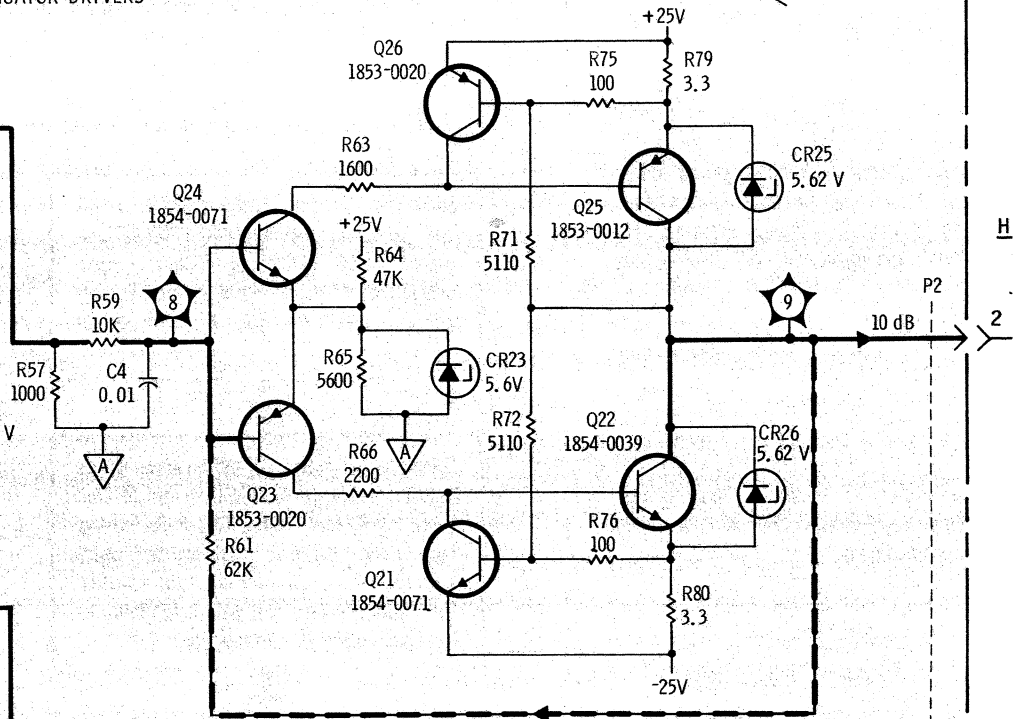 +25V
Q26
1853-0020
R75
100
R79
3.3
R63
1600
CR25
5.62 V
Q24
1854-0071
Q25
1853-0012
+25V
R64
47K
R71
5110
H
R59
10K
8
9
P2
2
10 dB
R57
1000
C4
0.01
R65
5600
CR23
5.6V
V
R72
5110
Q22
1854-0039
CR26
5.62 V
A
A
R66
2200
Q23
1853-0020
R76
100
R61
62K
Q21
1854-0071
R80
3.3
-25V